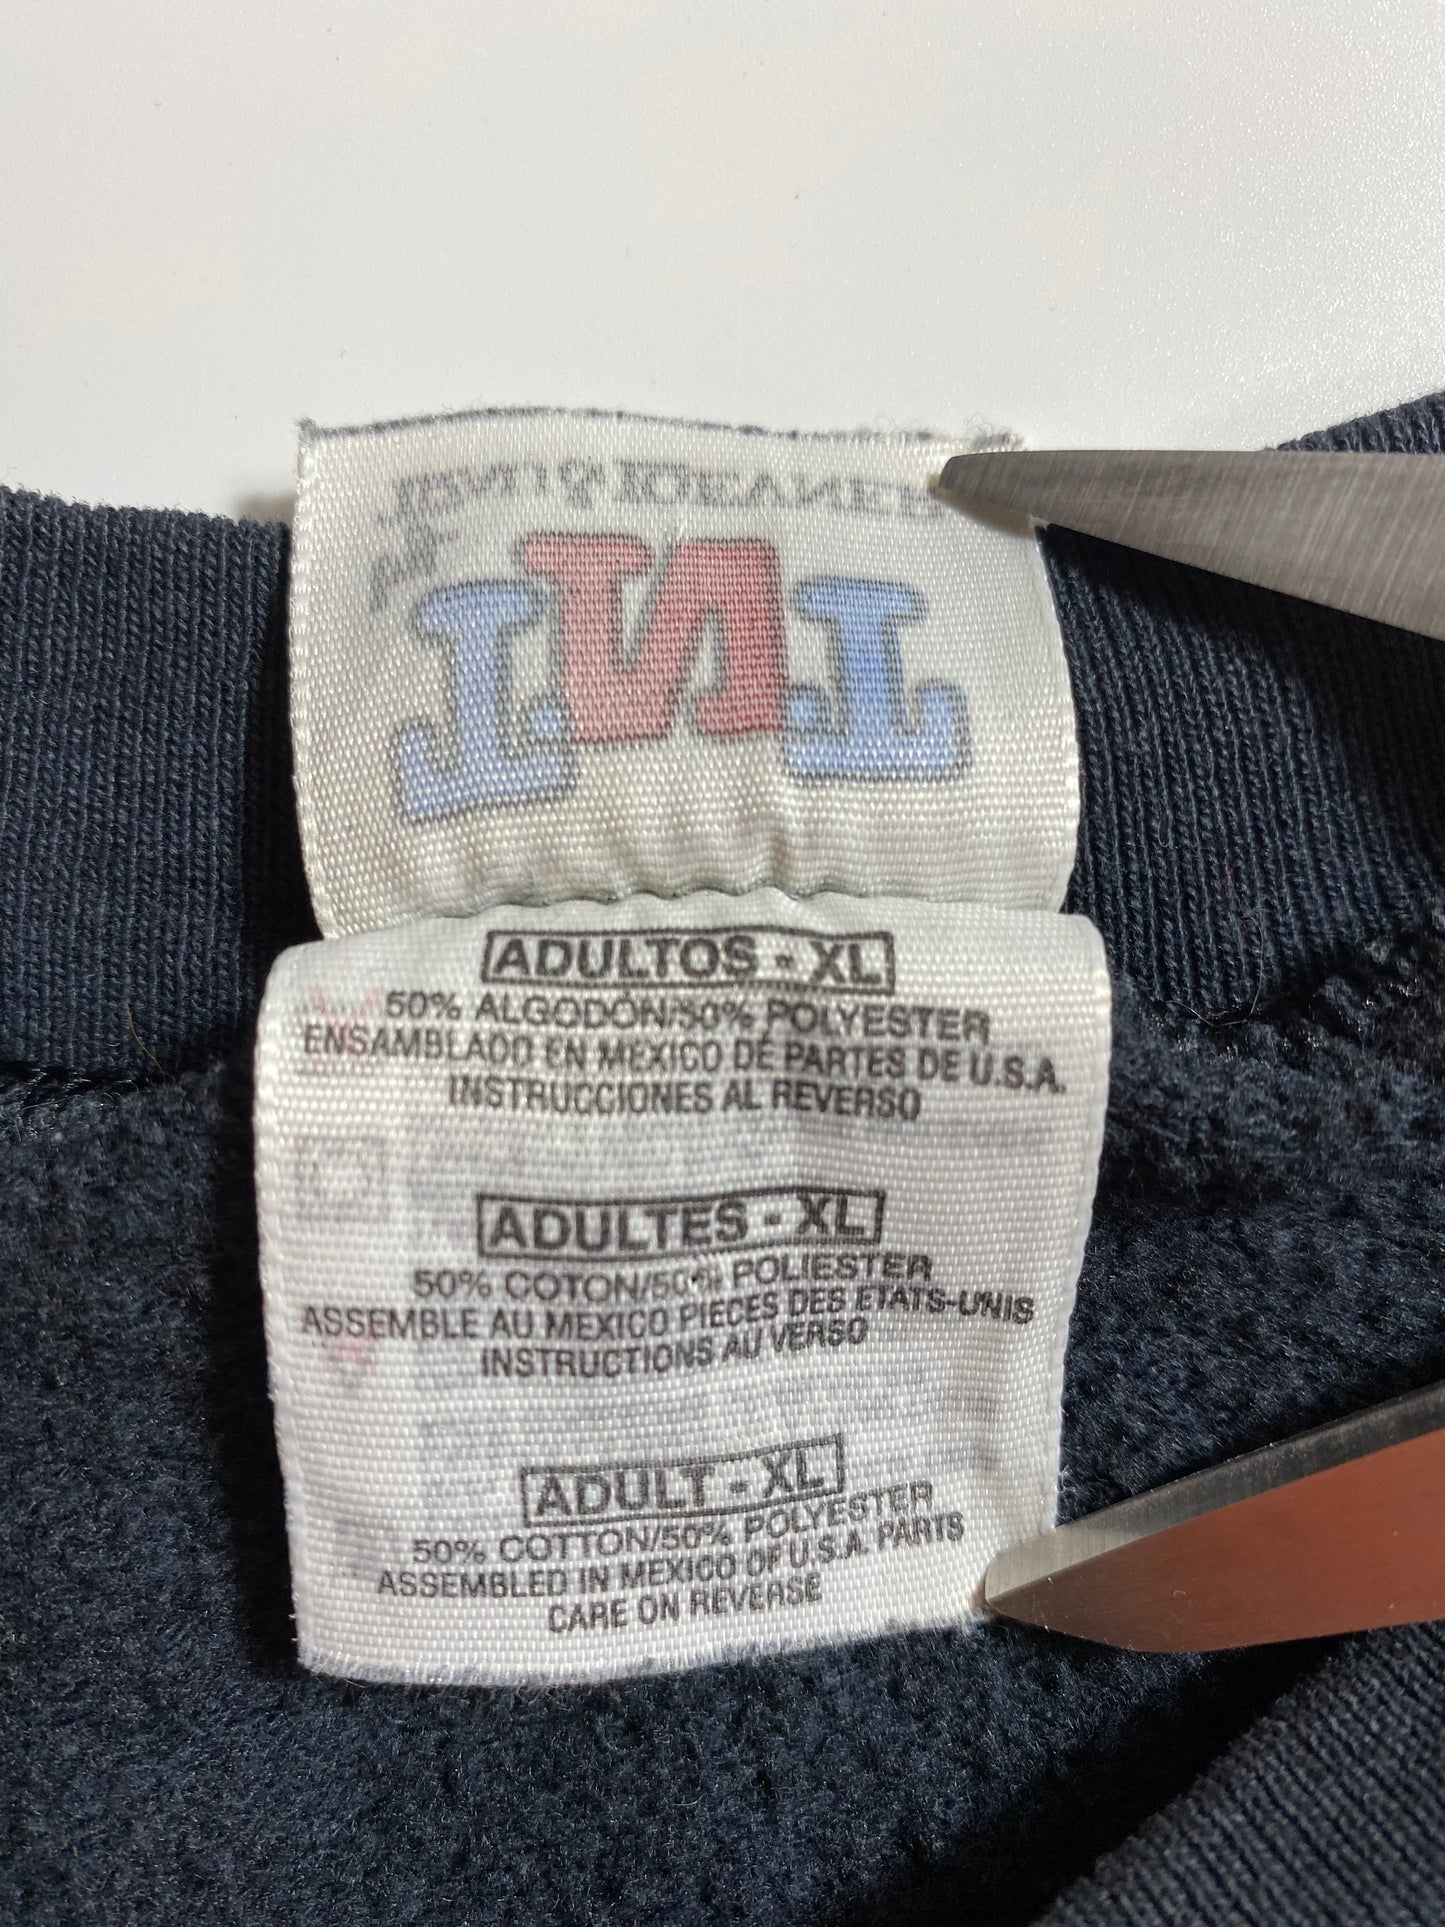 T.N.T
ADULTOS - XL
50% ALGODÓN/50% POLYESTER
ENSAMBLADO EN MEXICO DE PARTES DE U.S.A.
INSTRUCCIONES AL REVERSO
ADULTES - XL
50% COTON/50% POLIESTER
ASSEMBLE AU MEXICO PIECES DES ETATS-UNIS
INSTRUCTIONS AU VERSO
ADULT - XL
50% COTTON/50% POLYESTER
ASSEMBLED IN MEXICO OF U.S.A. PARTS
CARE ON REVERSE